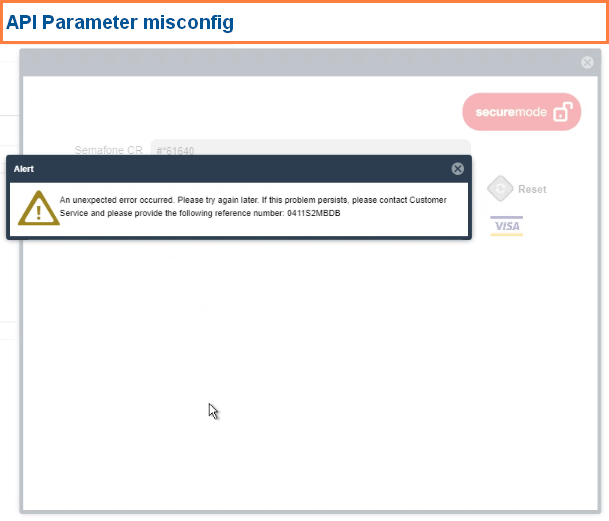 API Parameter misconfig
securemode
Semafone CR #*61640
Alert
An unexpected error occurred. Please try again later. If this problem persists, please contact Customer
Service and please provide the following reference number: 0411S2MBDB
Reset
VISA